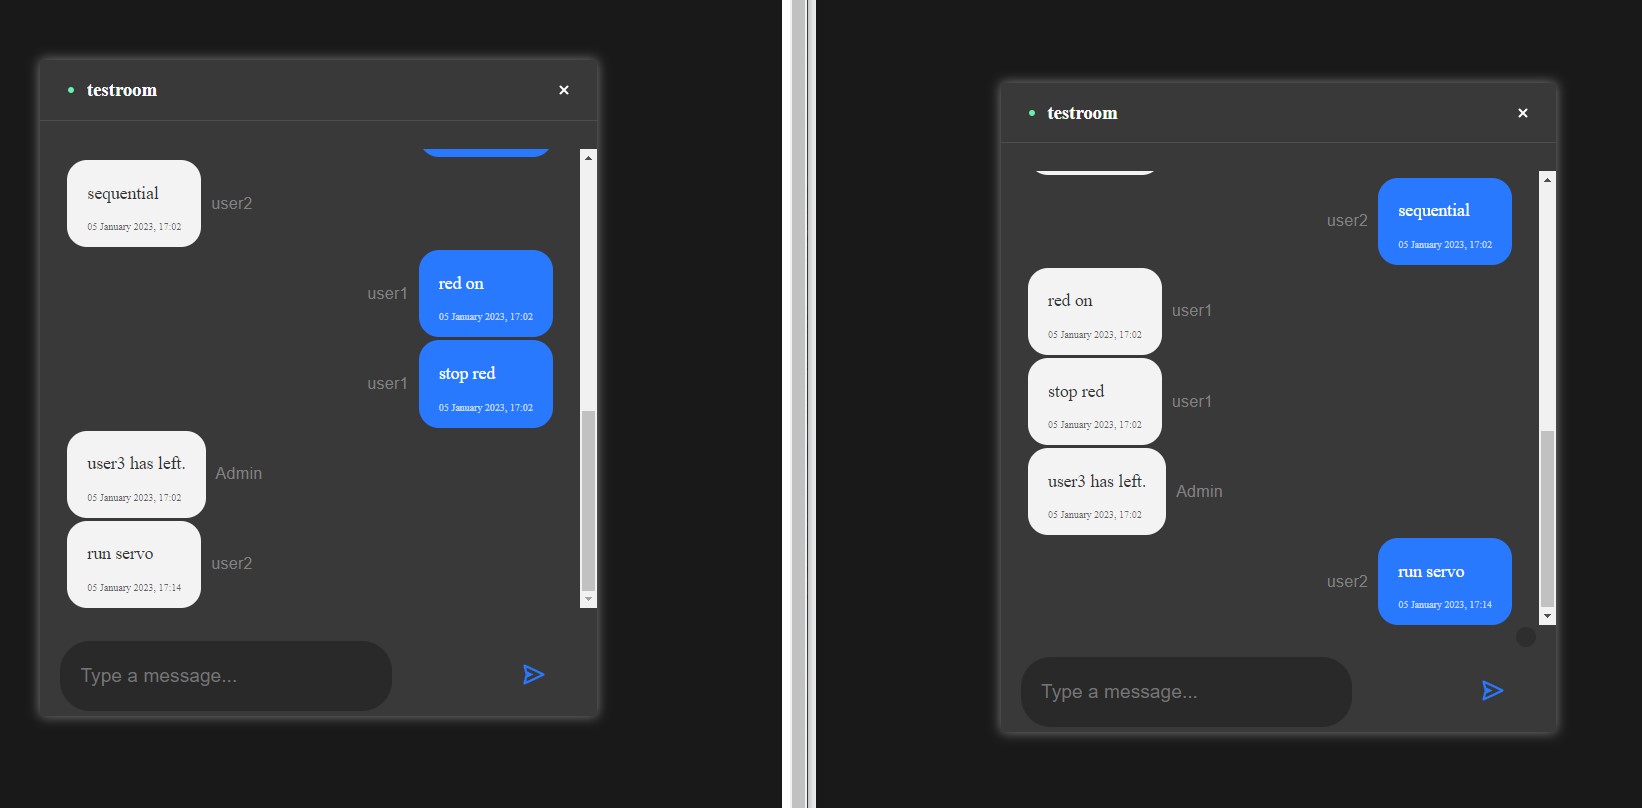 testroom
×
sequential
05 January 2023, 17:02
user2
user1
red on
05 January 2023, 17:02
user1
stop red
05 January 2023, 17:02
user3 has left.
05 January 2023, 17:02
Admin
run servo
05 January 2023, 17:14
user2
Type a message...
testroom
×
user2
sequential
05 January 2023, 17:02
red on
05 January 2023, 17:02
user1
stop red
05 January 2023, 17:02
user1
user3 has left.
05 January 2023, 17:02
Admin
user2
run servo
05 January 2023, 17:14
Type a message...